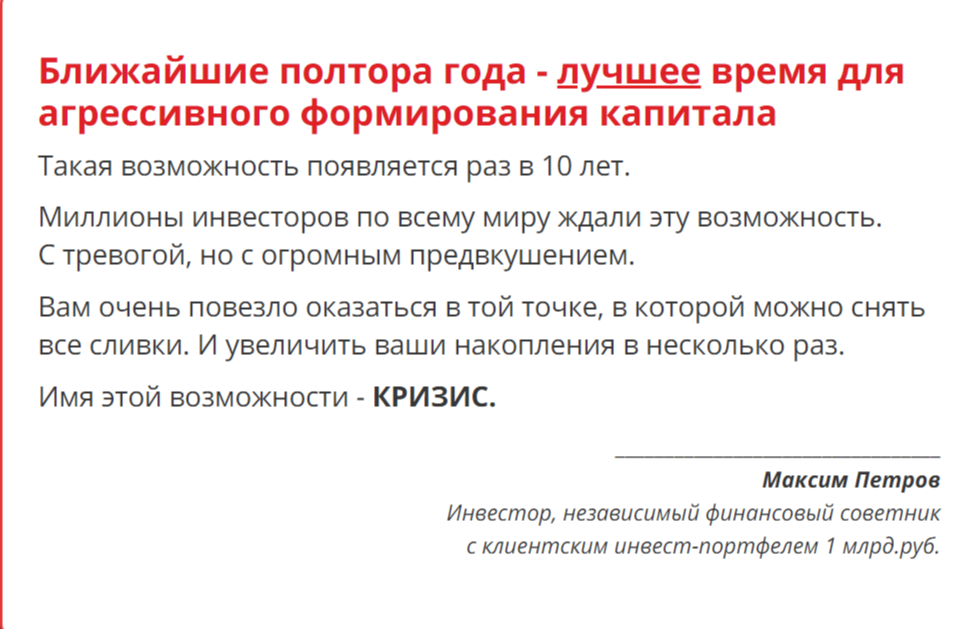 Ближайшие полтора года - лучшее время для
агрессивного формирования капитала
Такая возможность появляется раз в 10 лет.
Миллионы инвесторов по всему миру ждали эту возможность.
С тревогой, но с огромным предвкушением.
Вам очень повезло оказаться в той точке, в которой можно снять
все сливки. И увеличить ваши накопления в несколько раз.
Имя этой возможности - КРИЗИС.
Максим Петров
Инвестор, независимый финансовый советник
с клиентским инвест-портфелем 1 млрд.руб.